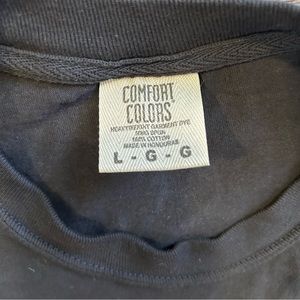 COMFORT
COLORS
HEAVYWEIGHT GARMENT DYE
RING SPUN
100% COTTON
MADE IN HONDURAS
L - G - G